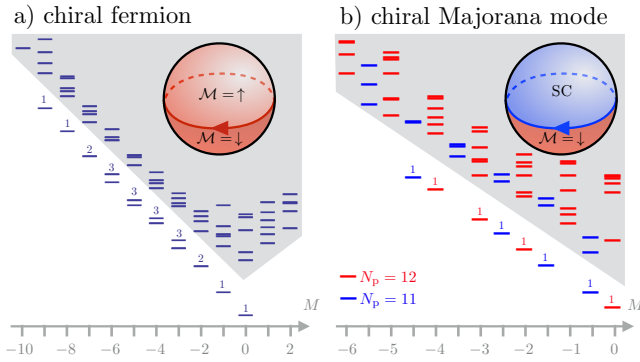 a) chiral fermion
b) chiral Majorana mode
ℳ = ↑
ℳ = ↓
SC
ℳ = ↓
1
1
2
3
3
3
3
2
1
1
1
1
1
1
1
1
1
1
N_p = 12
N_p = 11
M
M
−10 −8 −6 −4 −2 0 2
−6 −5 −4 −3 −2 −1 0